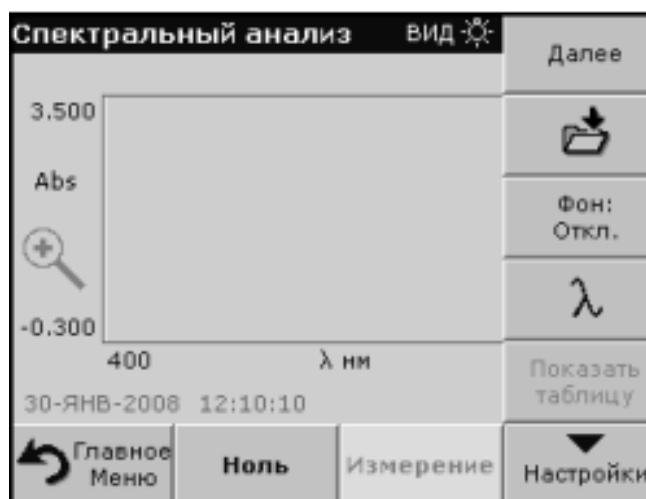 Спектральный анализ ВИД
Далее
3.500
Abs
Фон:
Откл.
λ
-0.300
400 λ нм
Показать
таблицу
30-ЯНВ-2008 12:10:10
Главное
Меню
Ноль
Измерение
Настройки